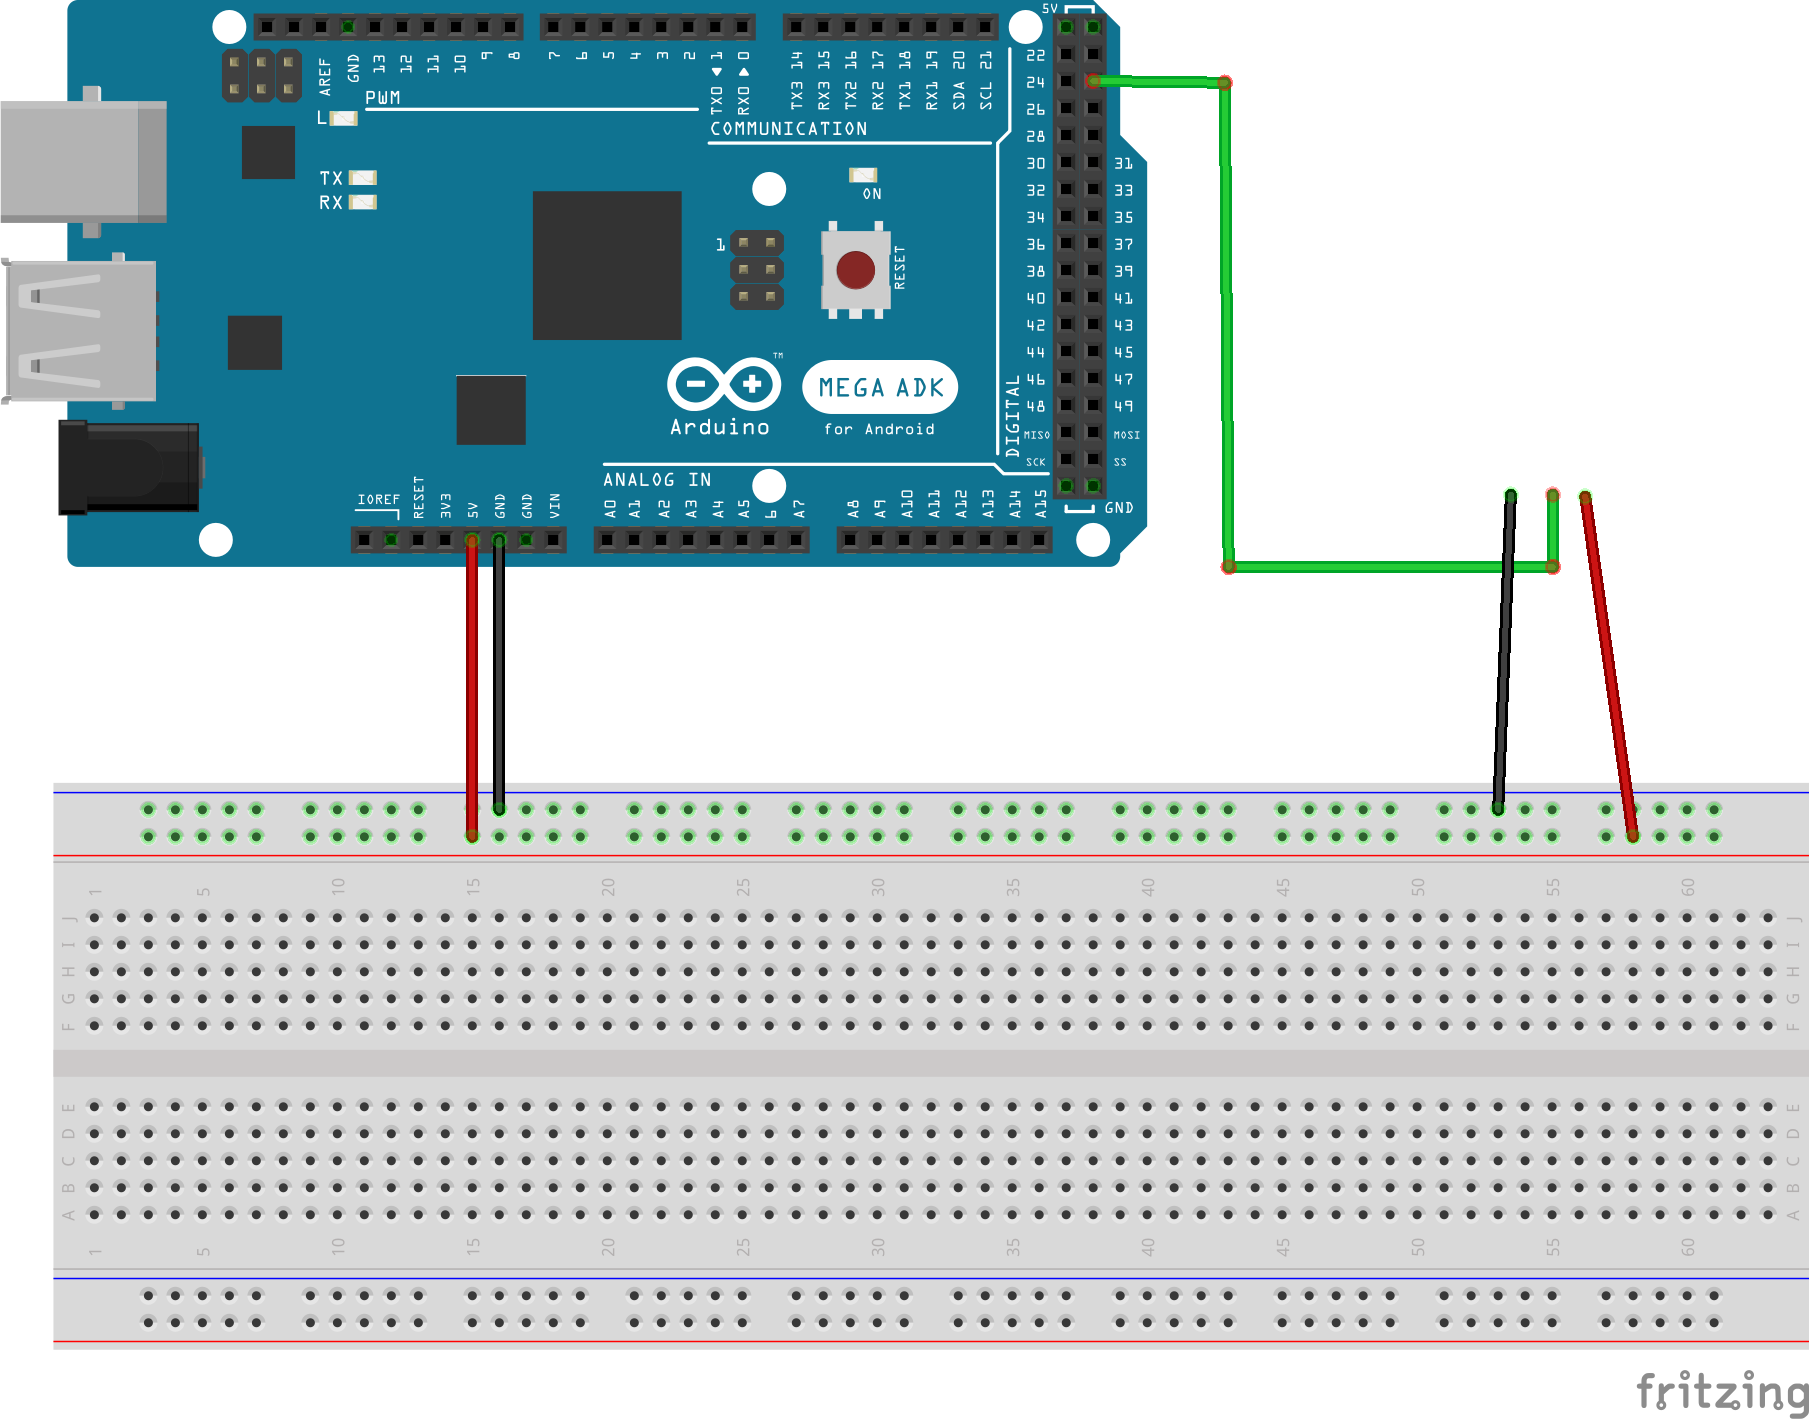 5V
AREF GND 13 12 11 10 9 8 7 6 5 4 3 2 TX0 1 RX0 0 TX3 14 RX3 15 TX2 16 RX2 17 TX1 18 RX1 19 SDA 20 SCL 21
PWM
COMMUNICATION
L
TX
RX
ON
1
RESET
22
24
26
28
30 31
32 33
34 35
36 37
38 39
40 41
42 43
44 45
46 47
48 49
MISO MOSI
SCK SS
GND
DIGITAL
TM
MEGA ADK
Arduino
for Android
ANALOG IN
IOREF RESET 3V3 5V GND GND VIN
A0 A1 A2 A3 A4 A5 6 A7 A8 A9 A10 A11 A12 A13 A14 A15
1 5 10 15 20 25 30 35 40 45 50 55 60
J J
I I
H H
G G
F F
E E
D D
C C
B B
A A
1 5 10 15 20 25 30 35 40 45 50 55 60
fritzing